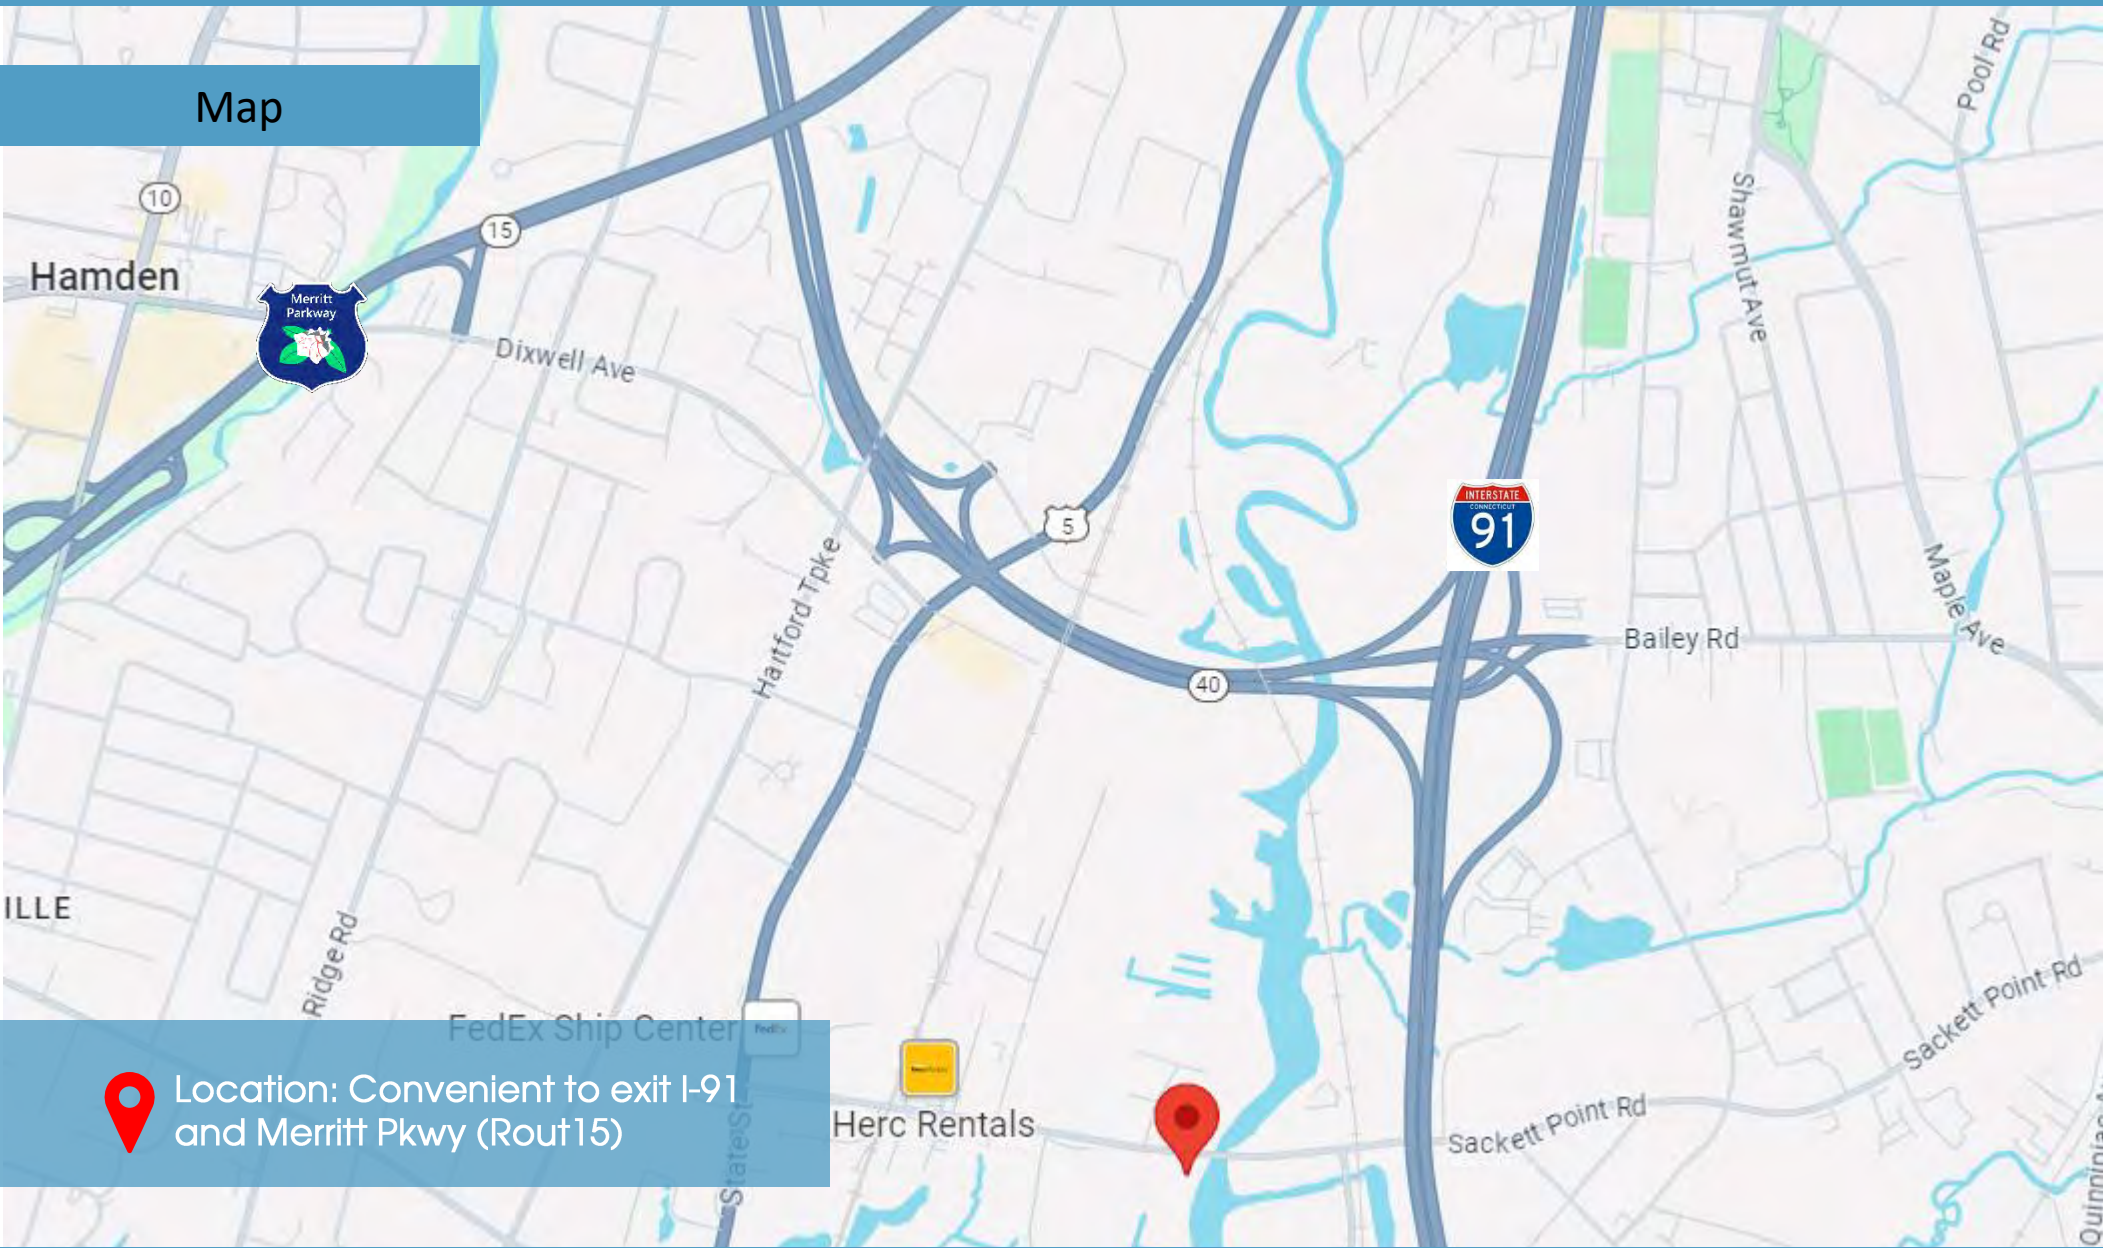 Map
Pool Rd
10
15
Hamden
Merritt
Parkway
Shawmut Ave
Dixwell Ave
5
INTERSTATE
CONNECTICUT
91
Hartford Tpke
Maple Ave
Bailey Rd
40
ILLE
Ridge Rd
Sackett Point Rd
FedEx Ship Center
FedEx
Location: Convenient to exit I-91
and Merritt Pkwy (Rout15)
State St
Herc Rentals
Sackett Point Rd